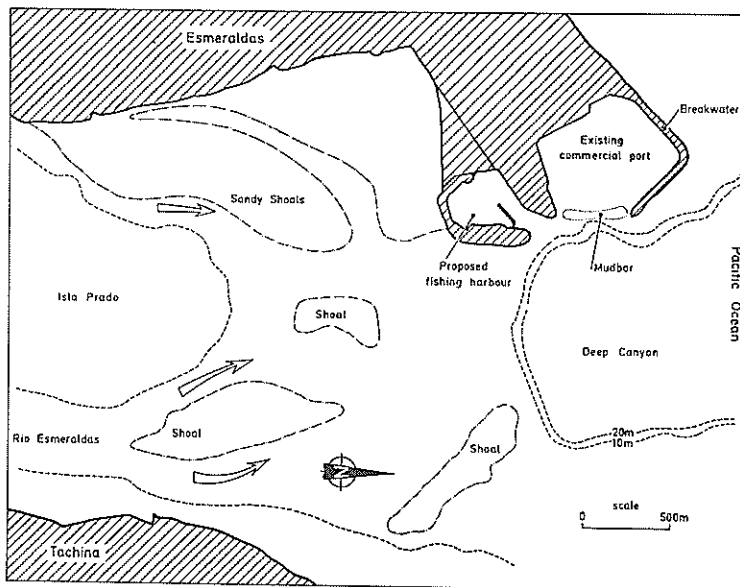 Esmeraldas
Breakwater
Existing
commercial port
Sandy Shoals
Proposed
fishing harbour
Mudbar
Pacific Ocean
Isla Prado
Shoal
Deep Canyon
Rio Esmeraldas
Shoal
Shoal
20m
10m
scale
0 500m
Tachina